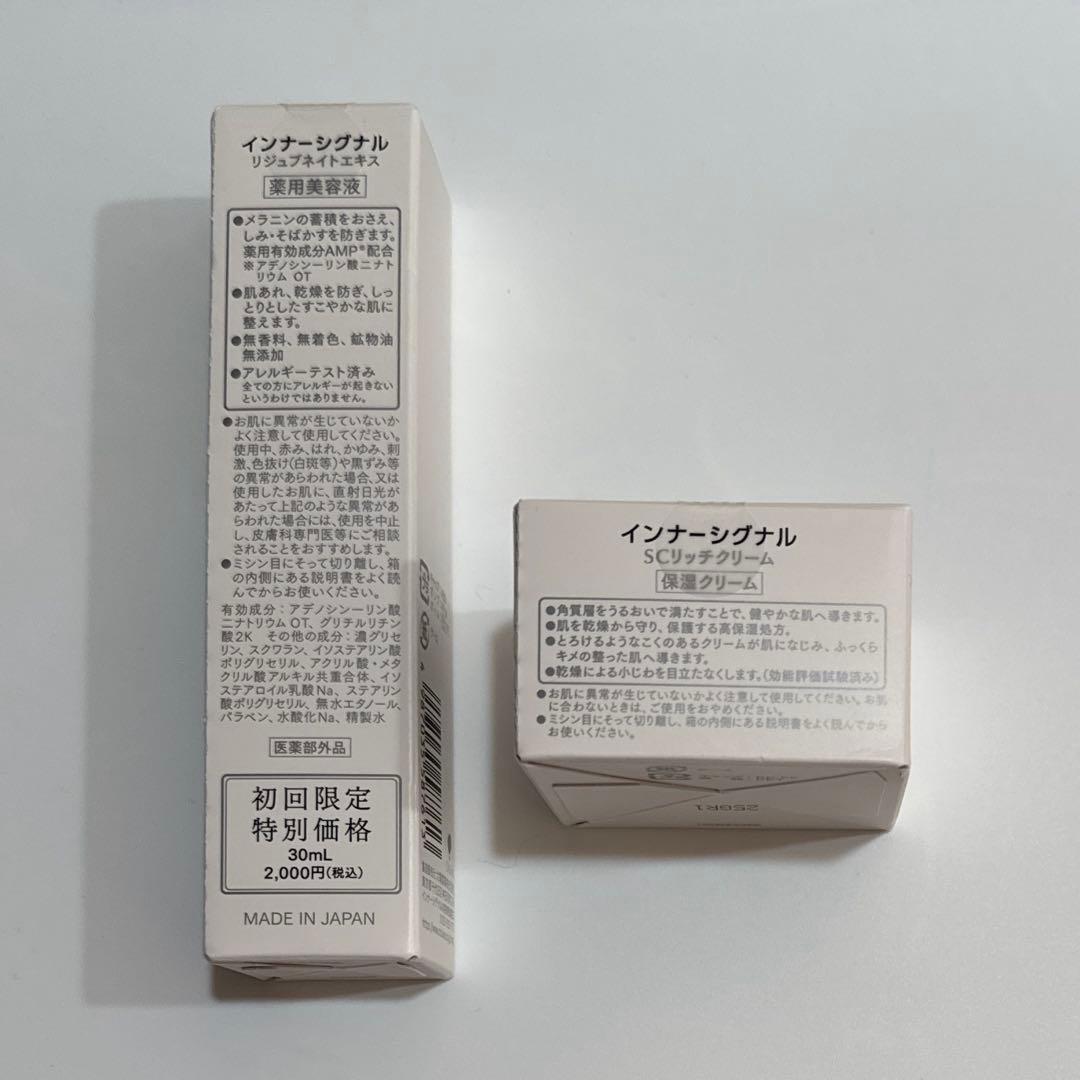 インナーシグナル
リジュブネイトエキス
薬用美容液
●メラニンの蓄積をおさえ、
しみ・そばかすを防ぎます。
薬用有効成分AMP※配合
※アデノシン一リン酸二ナト
リウム OT
●肌あれ、乾燥を防ぎ、しっ
とりとしたすこやかな肌に
整えます。
●無香料、無着色、鉱物油
無添加
●アレルギーテスト済み
全ての方にアレルギーが起きない
というわけではありません。
●お肌に異常が生じていないか
よく注意して使用してください。
使用中、赤み、はれ、かゆみ、刺
激、色抜け(白斑等)や黒ずみ等
の異常があらわれた場合、又は
使用したお肌に、直射日光が
あたって上記のような異常があ
らわれた場合には、使用を中止
し、皮膚科専門医等にご相談
されることをおすすめします。
●ミシン目にそって切り離し、箱
の内側にある説明書をよく読
んでからお使いください。
有効成分：アデノシン一リン酸
二ナトリウムOT、グリチルリチン
酸2K その他の成分：濃グリセ
リン、スクワラン、イソステアリン酸
ポリグリセリル、アクリル酸・メタ
クリル酸アルキル共重合体、イソ
ステアロイル乳酸Na、ステアリン
酸ポリグリセリル、無水エタノール、
パラベン、水酸化Na、精製水
医薬部外品
初回限定
特別価格
30mL
2,000円(税込)
MADE IN JAPAN
インナーシグナル
SCリッチクリーム
保湿クリーム
●角質層をうるおいで満たすことで、健やかな肌へ導きます。
●肌を乾燥から守り、保護する高保湿処方。
●とろけるようなこくのあるクリームが肌になじみ、ふっくら
キメの整った肌へ導きます。
●乾燥による小じわを目立たなくします。(効能評価試験済み)
●お肌に異常が生じていないかよく注意して使用してください。お肌
に合わないときは、ご使用をおやめください。
●ミシン目にそって切り離し、箱の内側にある説明書をよく読んでから
お使いください。
25GR1